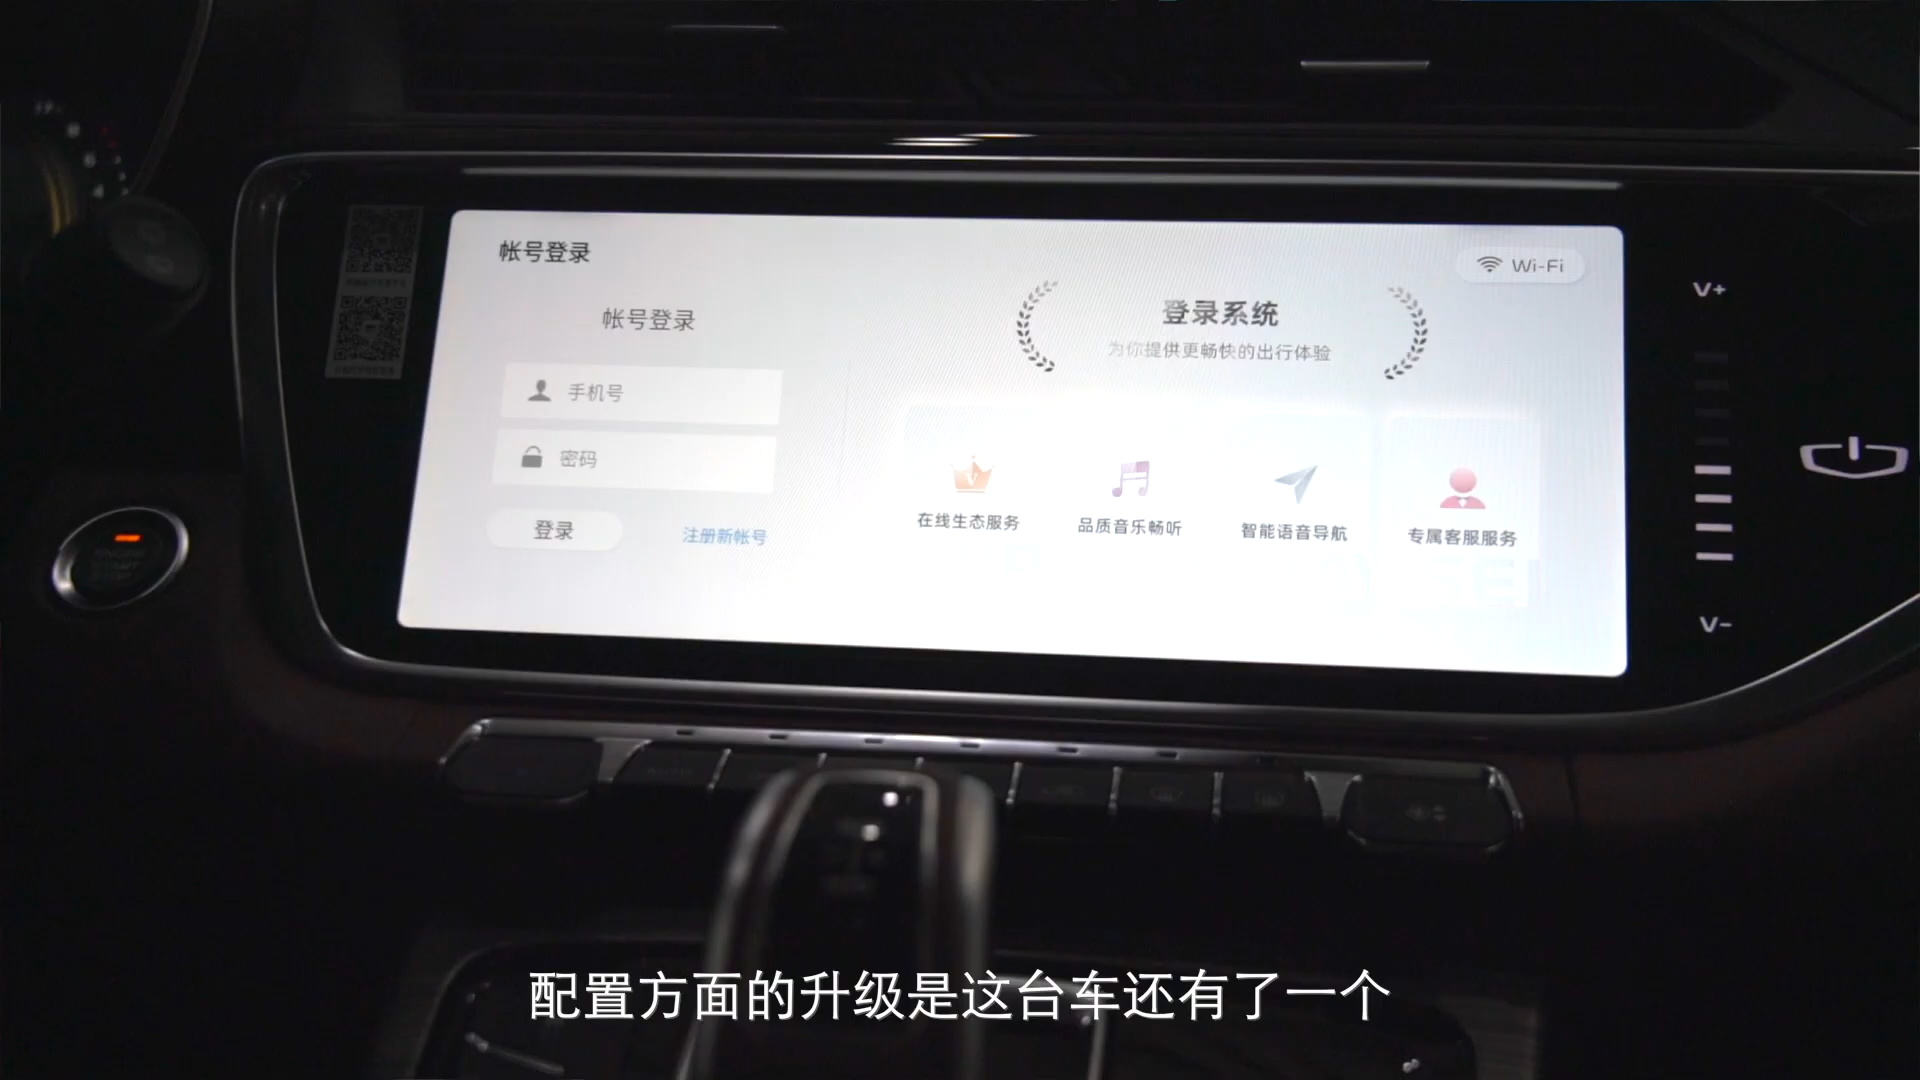 帐号登录
Wi-Fi
帐号登录
手机号
密码
登录
注册新帐号
登录系统
为你提供更畅快的出行体验
在线生态服务
品质音乐畅听
智能语音导航
专属客服服务
V+
V-
配置方面的升级是这台车还有了一个